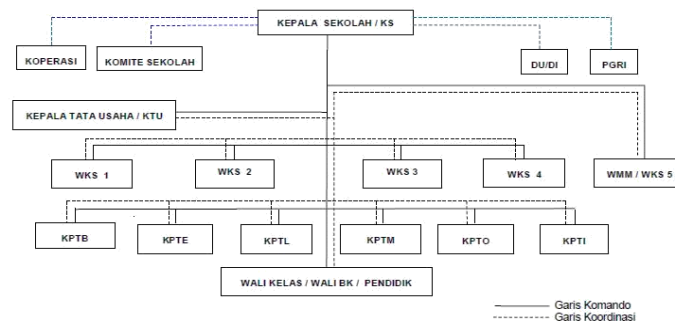 KEPALA SEKOLAH / KS
KOPERASI
KOMITE SEKOLAH
DU/DI
PGRI
KEPALA TATA USAHA / KTU
WKS 1
WKS 2
WKS 3
WKS 4
WMM / WKS 5
KPTB
KPTE
KPTL
KPTM
KPTO
KPTI
WALI KELAS / WALI BK / PENDIDIK
Garis Komando
Garis Koordinasi